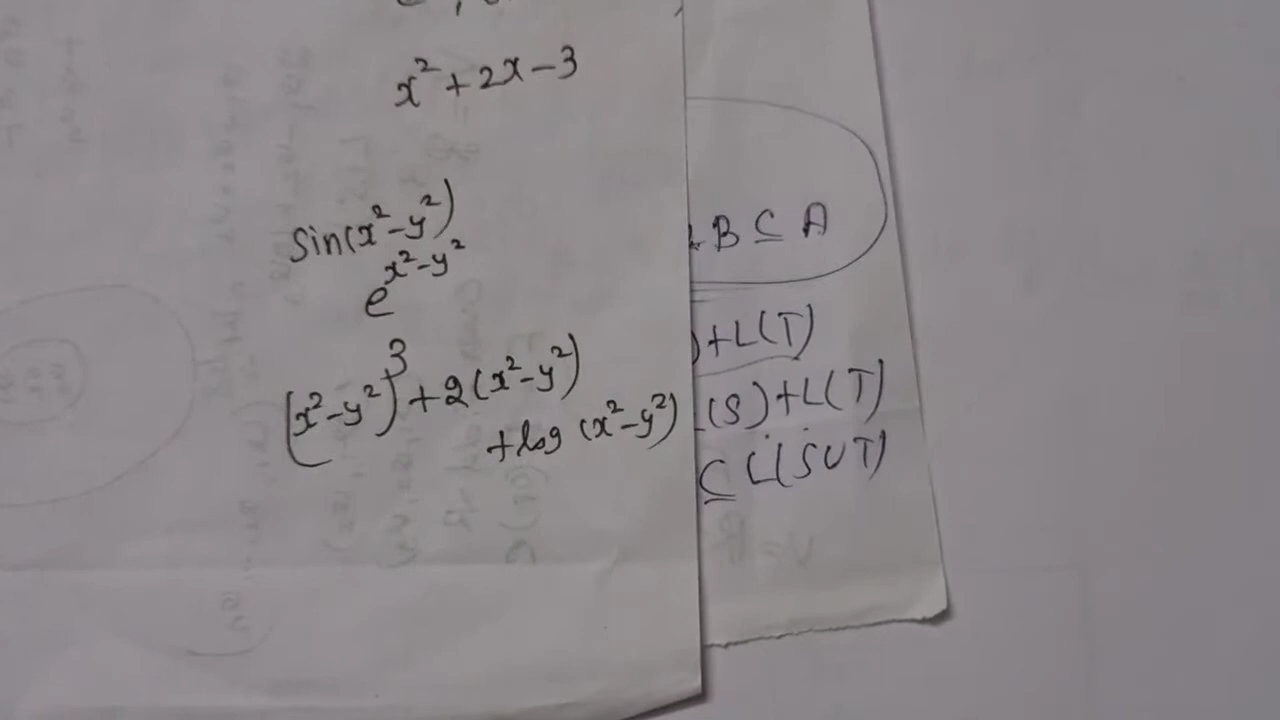 x² + 2x - 3
sin(x² - y²)
e^(x² - y²)
(x² - y²)³ + 2(x² - y²)
+ log (x² - y²)
B ⊆ A
) + L(T)
(S) + L(T)
⊆ L(S ∪ T)